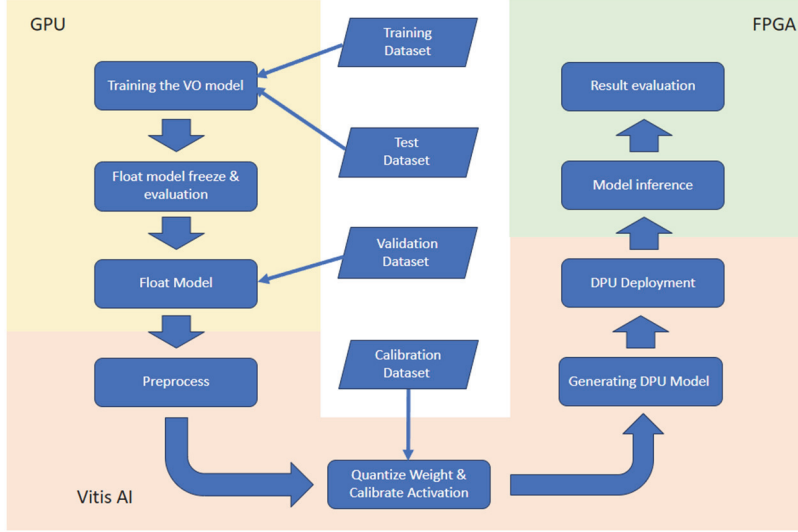 GPU
FPGA
Training
Dataset
Training the VO model
Result evaluation
Test
Dataset
Float model freeze &
evaluation
Model inference
Validation
Dataset
Float Model
DPU Deployment
Calibration
Dataset
Preprocess
Generating DPU Model
Quantize Weight &
Calibrate Activation
Vitis AI